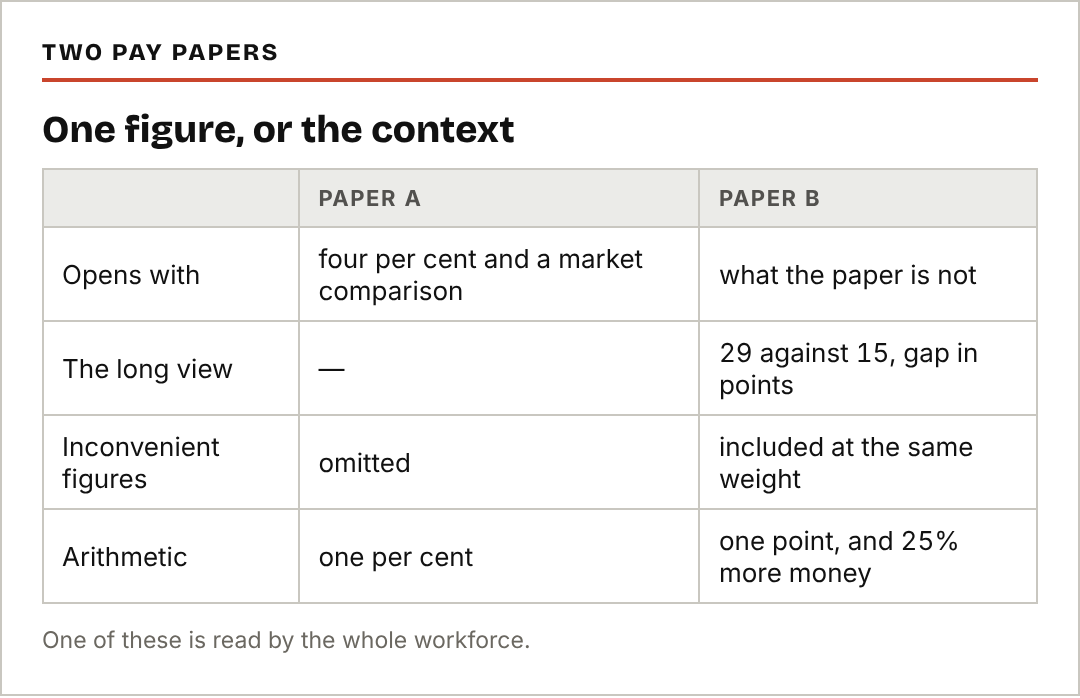 TWO PAY PAPERS
One figure, or the context
PAPER A
PAPER B
Opens with
four per cent and a market
comparison
what the paper is not
The long view
—
29 against 15, gap in
points
Inconvenient
figures
omitted
included at the same
weight
Arithmetic
one per cent
one point, and 25%
more money
One of these is read by the whole workforce.